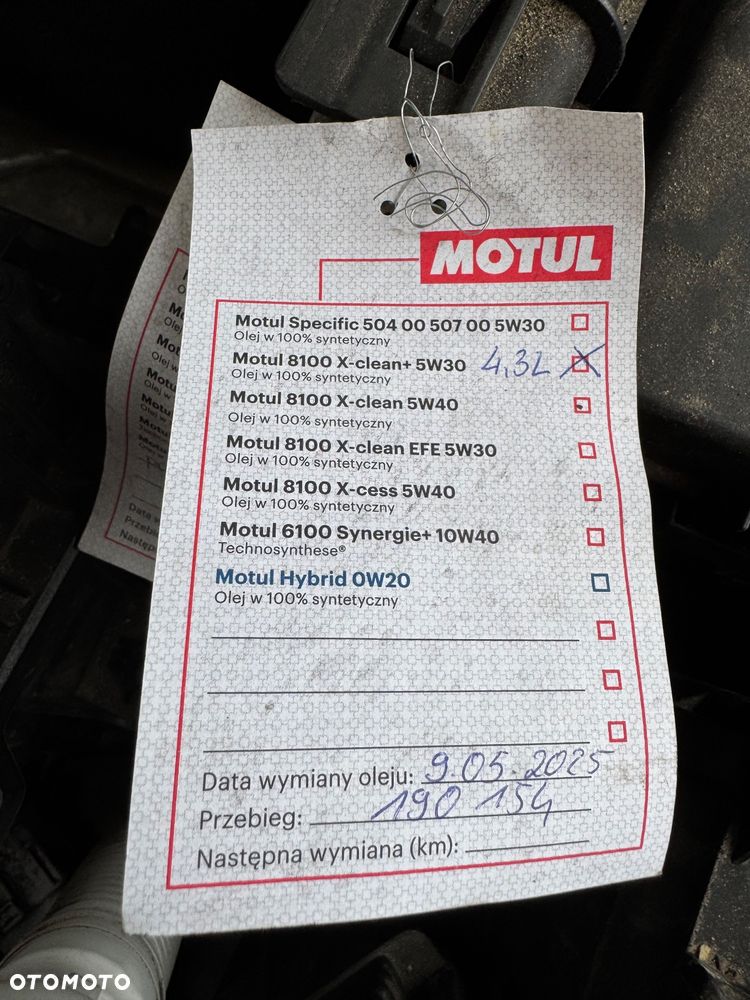 MOTUL
Motul Specific 504 00 507 00 5W30
Olej w 100% syntetyczny
Motul 8100 X-clean+ 5W30 4,3L X
Olej w 100% syntetyczny
Motul 8100 X-clean 5W40
Olej w 100% syntetyczny
Motul 8100 X-clean EFE 5W30
Olej w 100% syntetyczny
Motul 8100 X-cess 5W40
Olej w 100% syntetyczny
Motul 6100 Synergie+ 10W40
Technosynthese®
Motul Hybrid 0W20
Olej w 100% syntetyczny
Data wymiany oleju: 9.05.2025
Przebieg: 190 154
Następna wymiana (km):
Data w
Przebie
Następ
OTOMOTO